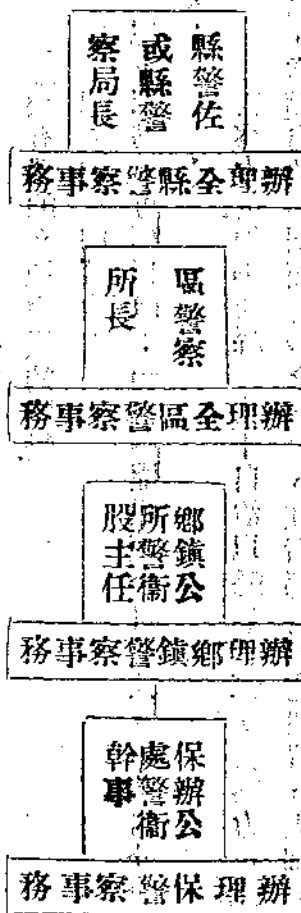 縣警佐
或縣警
察局長
辦理全縣警察事務
區警察
所長
辦理全區警察事務
鄉鎮公
所警衞
股主任
辦理鄉鎮警察事務
保辦公
處警衞
幹事
辦理保警察事務